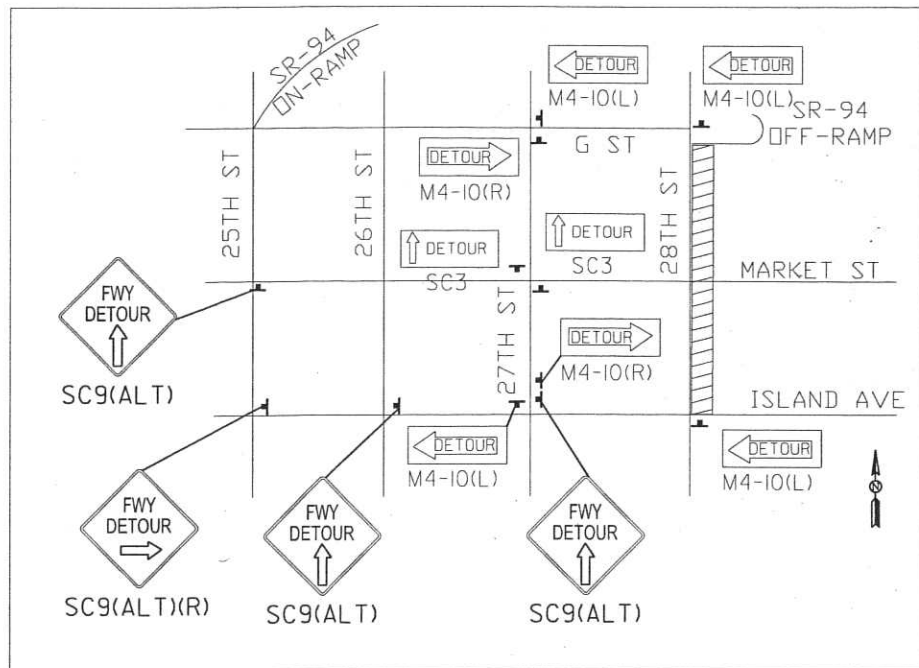 SR-94
ON-RAMP
DETOUR
M4-10(L)
DETOUR
M4-10(L)
SR-94
OFF-RAMP
G ST
DETOUR
M4-10(R)
25TH ST
26TH ST
28TH ST
DETOUR
SC3
DETOUR
SC3
MARKET ST
27TH ST
FWY
DETOUR
SC9(ALT)
DETOUR
M4-10(R)
ISLAND AVE
DETOUR
M4-10(L)
DETOUR
M4-10(L)
N
FWY
DETOUR
SC9(ALT)(R)
FWY
DETOUR
SC9(ALT)
FWY
DETOUR
SC9(ALT)